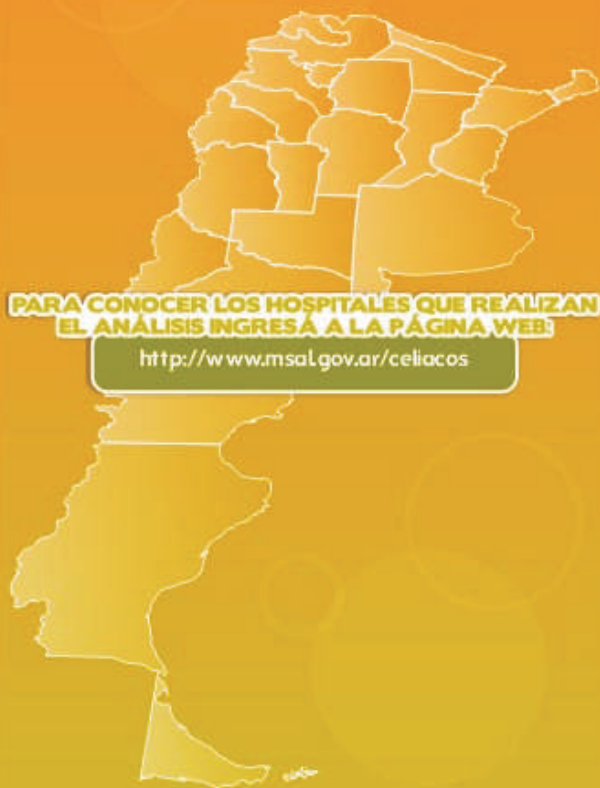 PARA CONOCER LOS HOSPITALES QUE REALIZAN
EL ANÁLISIS INGRESÁ A LA PÁGINA WEB:
http://www.msal.gov.ar/celiacos